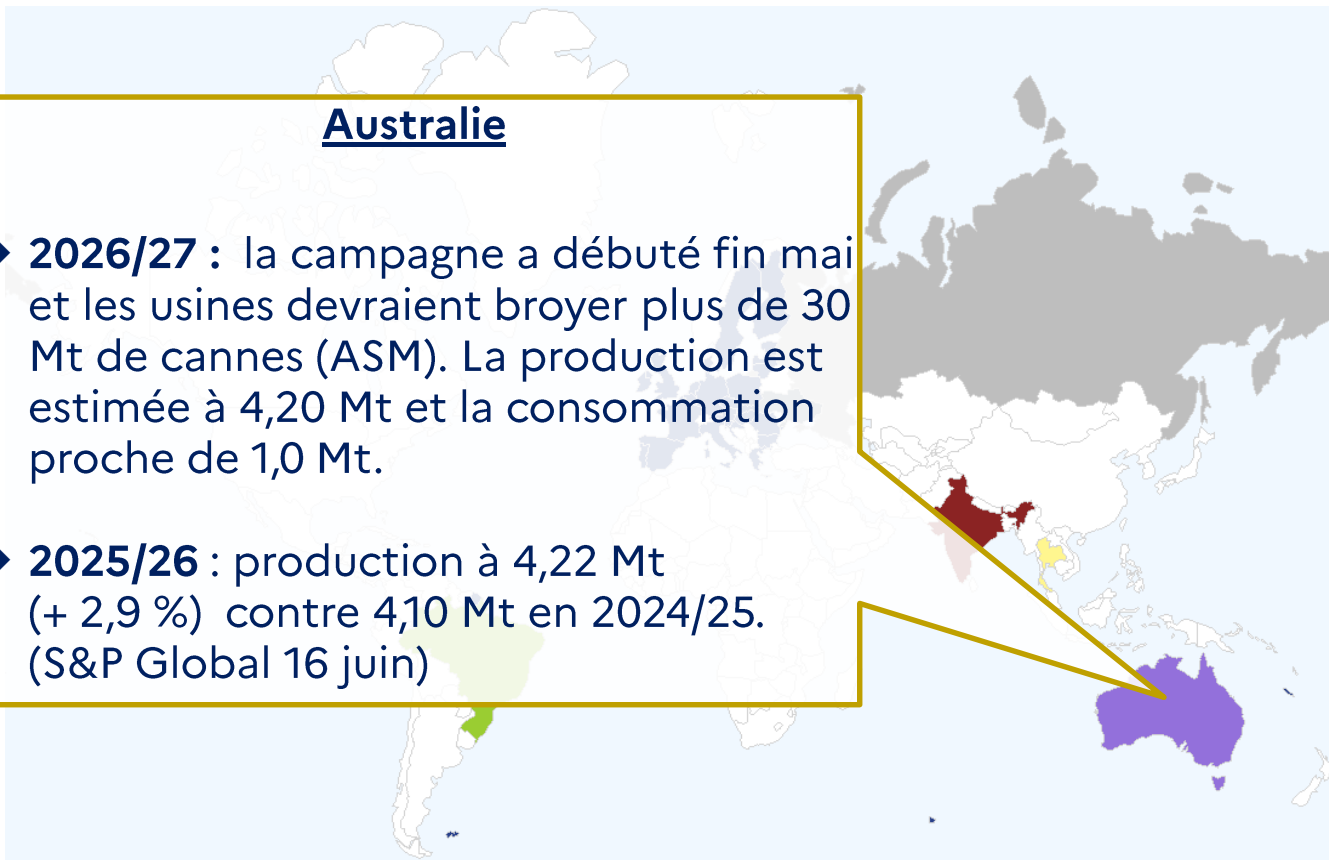 Australie
2026/27 : la campagne a débuté fin mai
et les usines devraient broyer plus de 30
Mt de cannes (ASM). La production est
estimée à 4,20 Mt et la consommation
proche de 1,0 Mt.
2025/26 : production à 4,22 Mt
(+ 2,9 %) contre 4,10 Mt en 2024/25.
(S&P Global 16 juin)